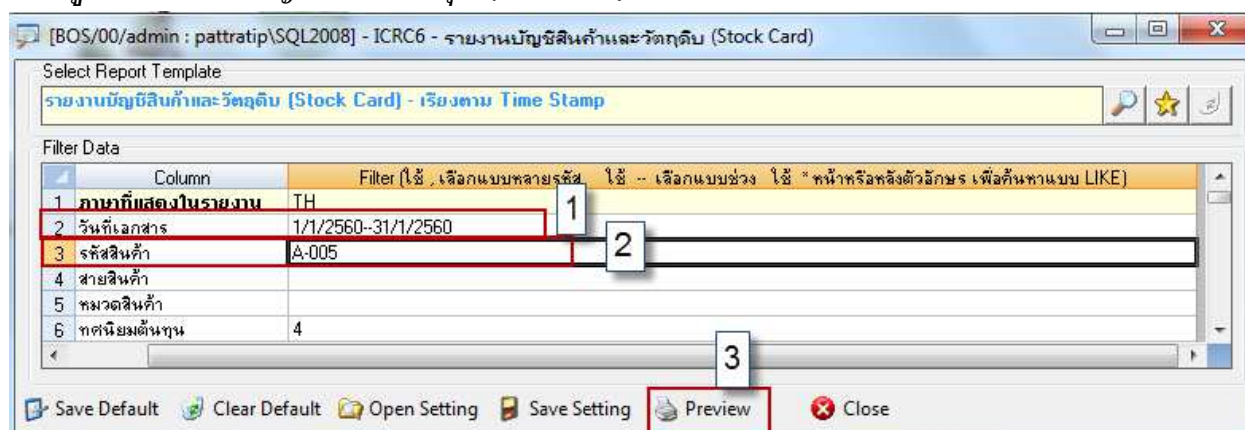 [BOS/00/admin : pattratip\SQL2008] - ICRC6 - รายงานบัญชีสินค้าและวัตถุดิบ (Stock Card)
Select Report Template
รายงานบัญชีสินค้าและวัตถุดิบ (Stock Card) - เรียงตาม Time Stamp
Filter Data
Column Filter (ใช้ , เลือกแบบหลายรหัส ใช้ -- เลือกแบบช่วง ใช้ * หน้าหรือหลังตัวอักษร เพื่อค้นหาแบบ LIKE)
1 ภาษาที่แสดงในรายงาน TH
1
2 วันที่เอกสาร 1/1/2560--31/1/2560
2
3 รหัสสินค้า A-005
4 สายสินค้า
5 หมวดสินค้า
6 ทศนิยมต้นทุน 4
3
Save Default Clear Default Open Setting Save Setting Preview Close